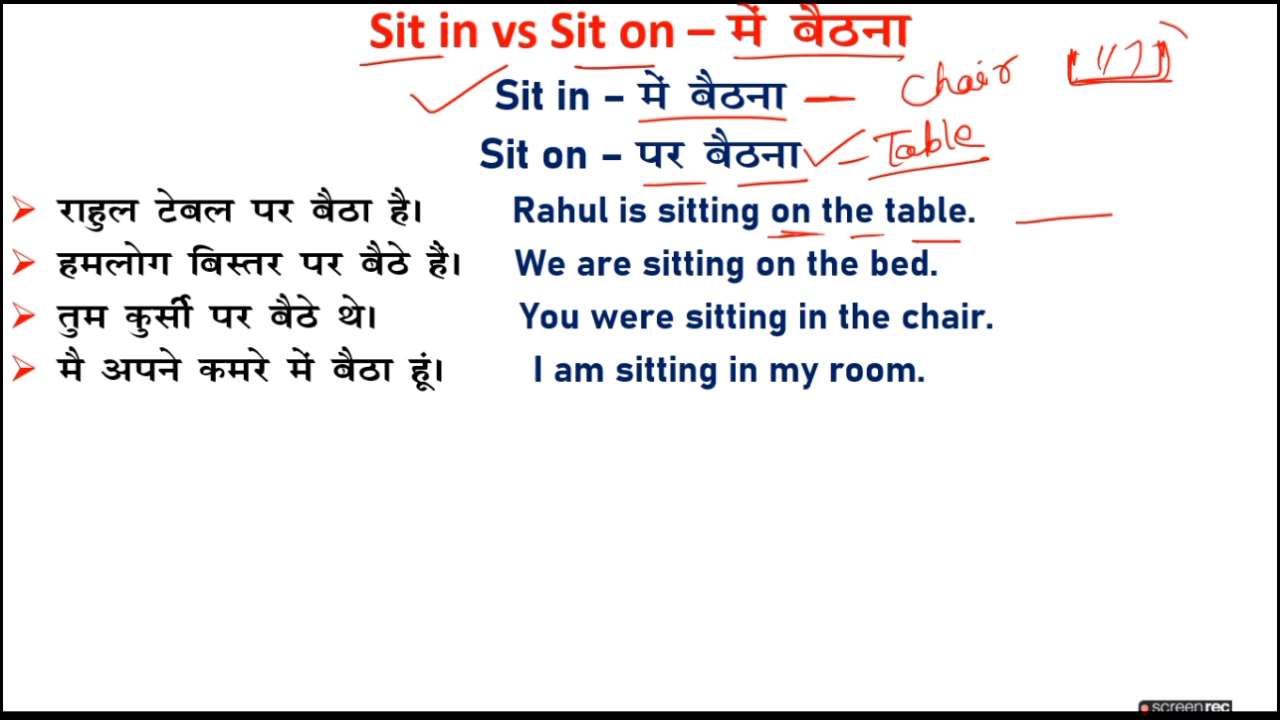 Sit in vs Sit on – में बैठना
Sit in – में बैठना – Chair
Sit on – पर बैठना – Table
राहुल टेबल पर बैठा है। Rahul is sitting on the table.
हमलोग बिस्तर पर बैठे हैं। We are sitting on the bed.
तुम कुर्सी पर बैठे थे। You were sitting in the chair.
मै अपने कमरे में बैठा हूं। I am sitting in my room.
screenrec